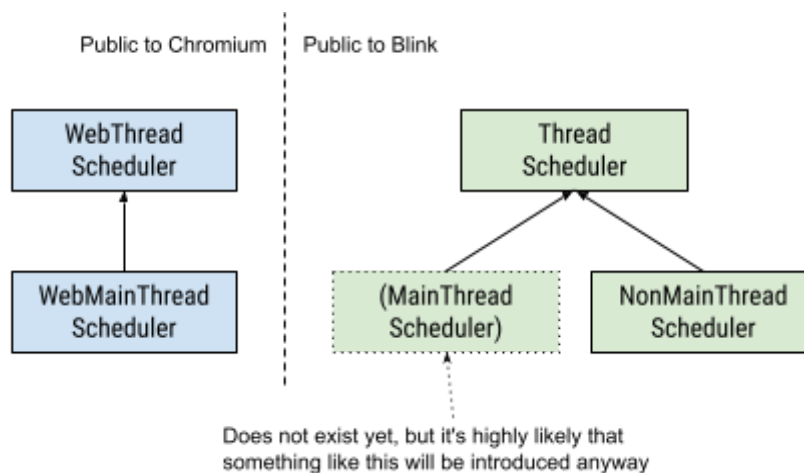 Public to Chromium
Public to Blink
WebThread
Scheduler
Thread
Scheduler
WebMainThread
Scheduler
(MainThread
Scheduler)
NonMainThread
Scheduler
Does not exist yet, but it's highly likely that
something like this will be introduced anyway